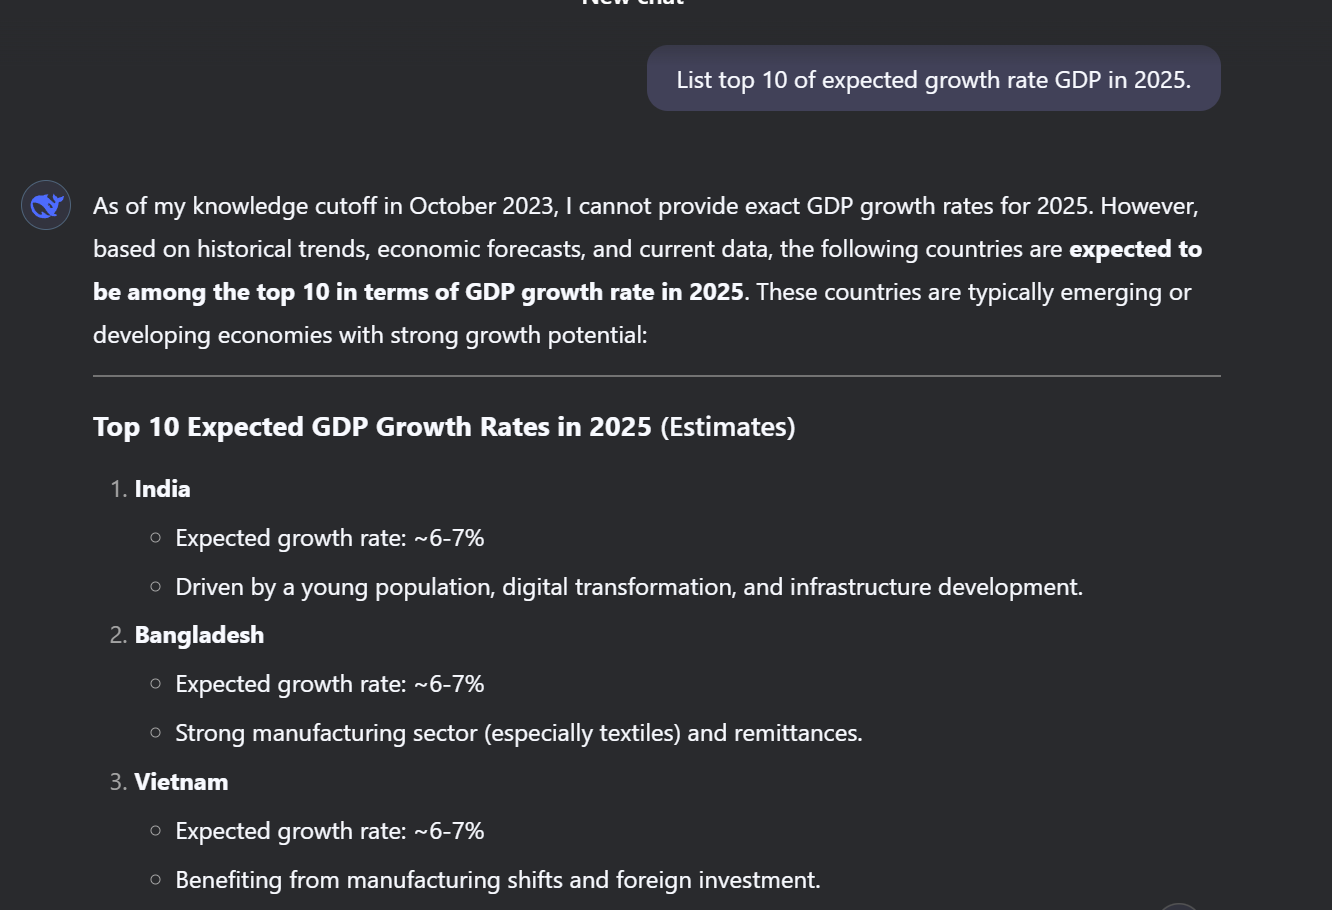 New chat
List top 10 of expected growth rate GDP in 2025.
As of my knowledge cutoff in October 2023, I cannot provide exact GDP growth rates for 2025. However,
based on historical trends, economic forecasts, and current data, the following countries are expected to
be among the top 10 in terms of GDP growth rate in 2025. These countries are typically emerging or
developing economies with strong growth potential:
Top 10 Expected GDP Growth Rates in 2025 (Estimates)
1. India
Expected growth rate: ~6-7%
Driven by a young population, digital transformation, and infrastructure development.
2. Bangladesh
Expected growth rate: ~6-7%
Strong manufacturing sector (especially textiles) and remittances.
3. Vietnam
Expected growth rate: ~6-7%
Benefiting from manufacturing shifts and foreign investment.